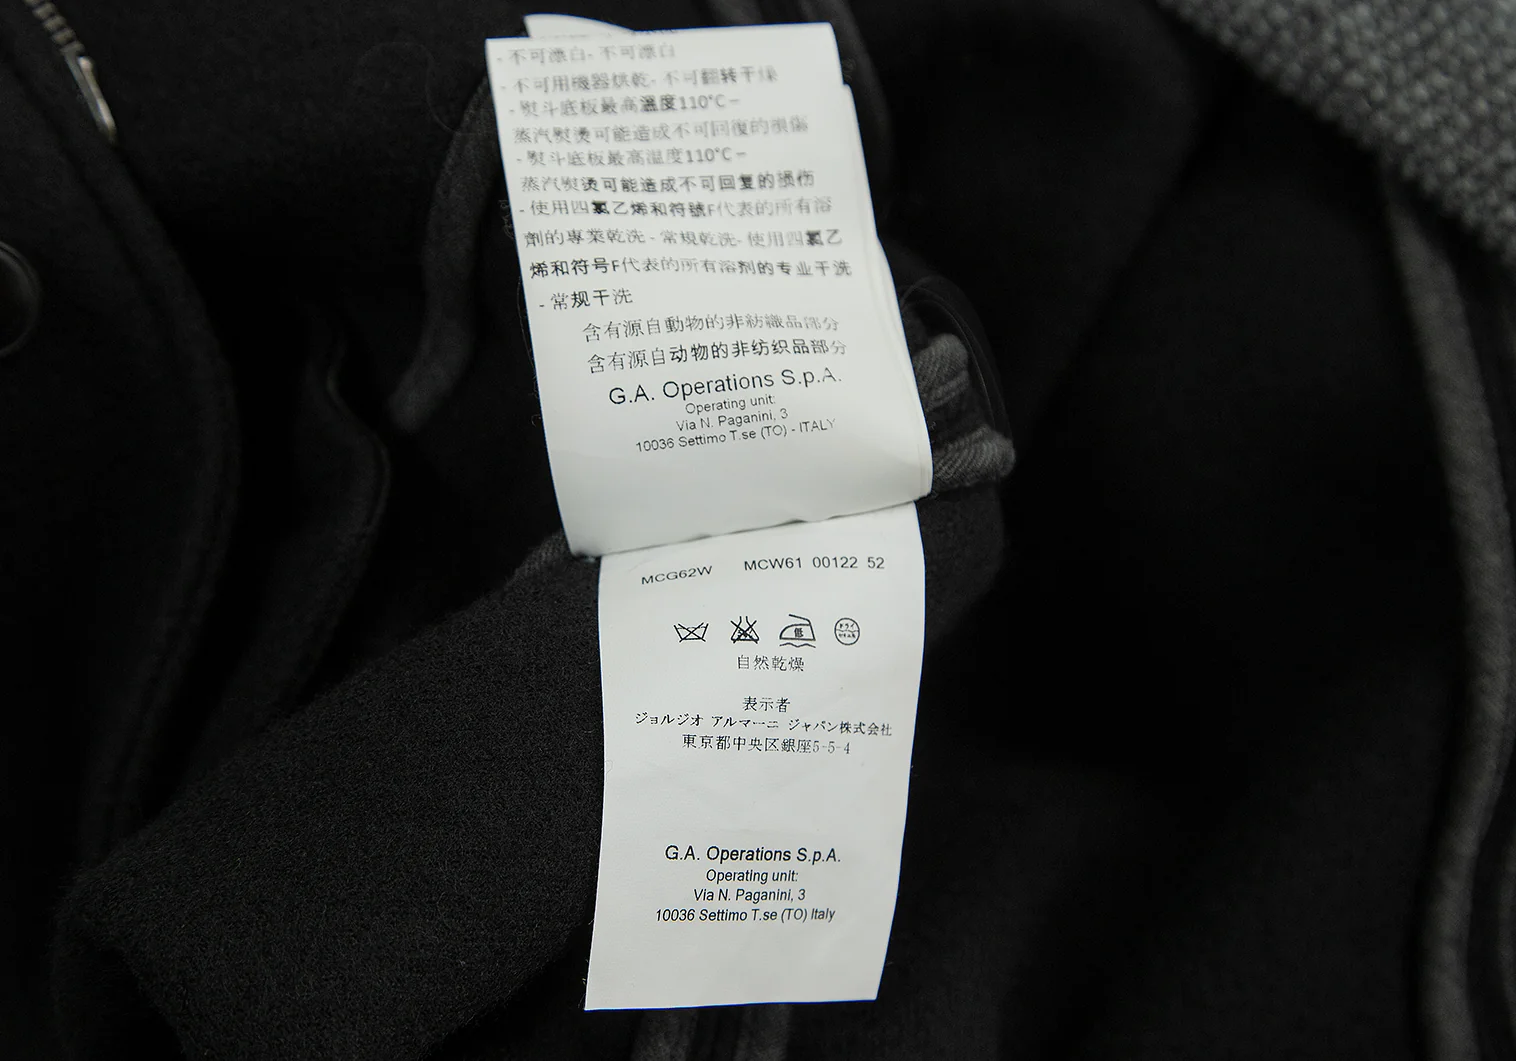 - 不可漂白- 不可漂白
- 不可用機器烘乾- 不可翻转干燥
- 熨斗底板最高溫度110°C –
蒸汽熨燙可能造成不可回復的損傷
- 熨斗底板最高温度110°C –
蒸汽熨烫可能造成不可回复的损伤
- 使用四氯乙烯和符號F代表的所有溶
劑的專業乾洗 - 常規乾洗- 使用四氯乙
烯和符号F代表的所有溶剂的专业干洗
- 常规干洗
含有源自動物的非紡織品部分
含有源自动物的非纺织品部分
G.A. Operations S.p.A.
Operating unit:
Via N. Paganini, 3
10036 Settimo T.se (TO) - ITALY
MCG62W MCW61 00122 52
低 ドライ
自然乾燥
表示者
ジョルジオ アルマーニ ジャパン株式会社
東京都中央区銀座5-5-4
G.A. Operations S.p.A.
Operating unit:
Via N. Paganini, 3
10036 Settimo T.se (TO) Italy